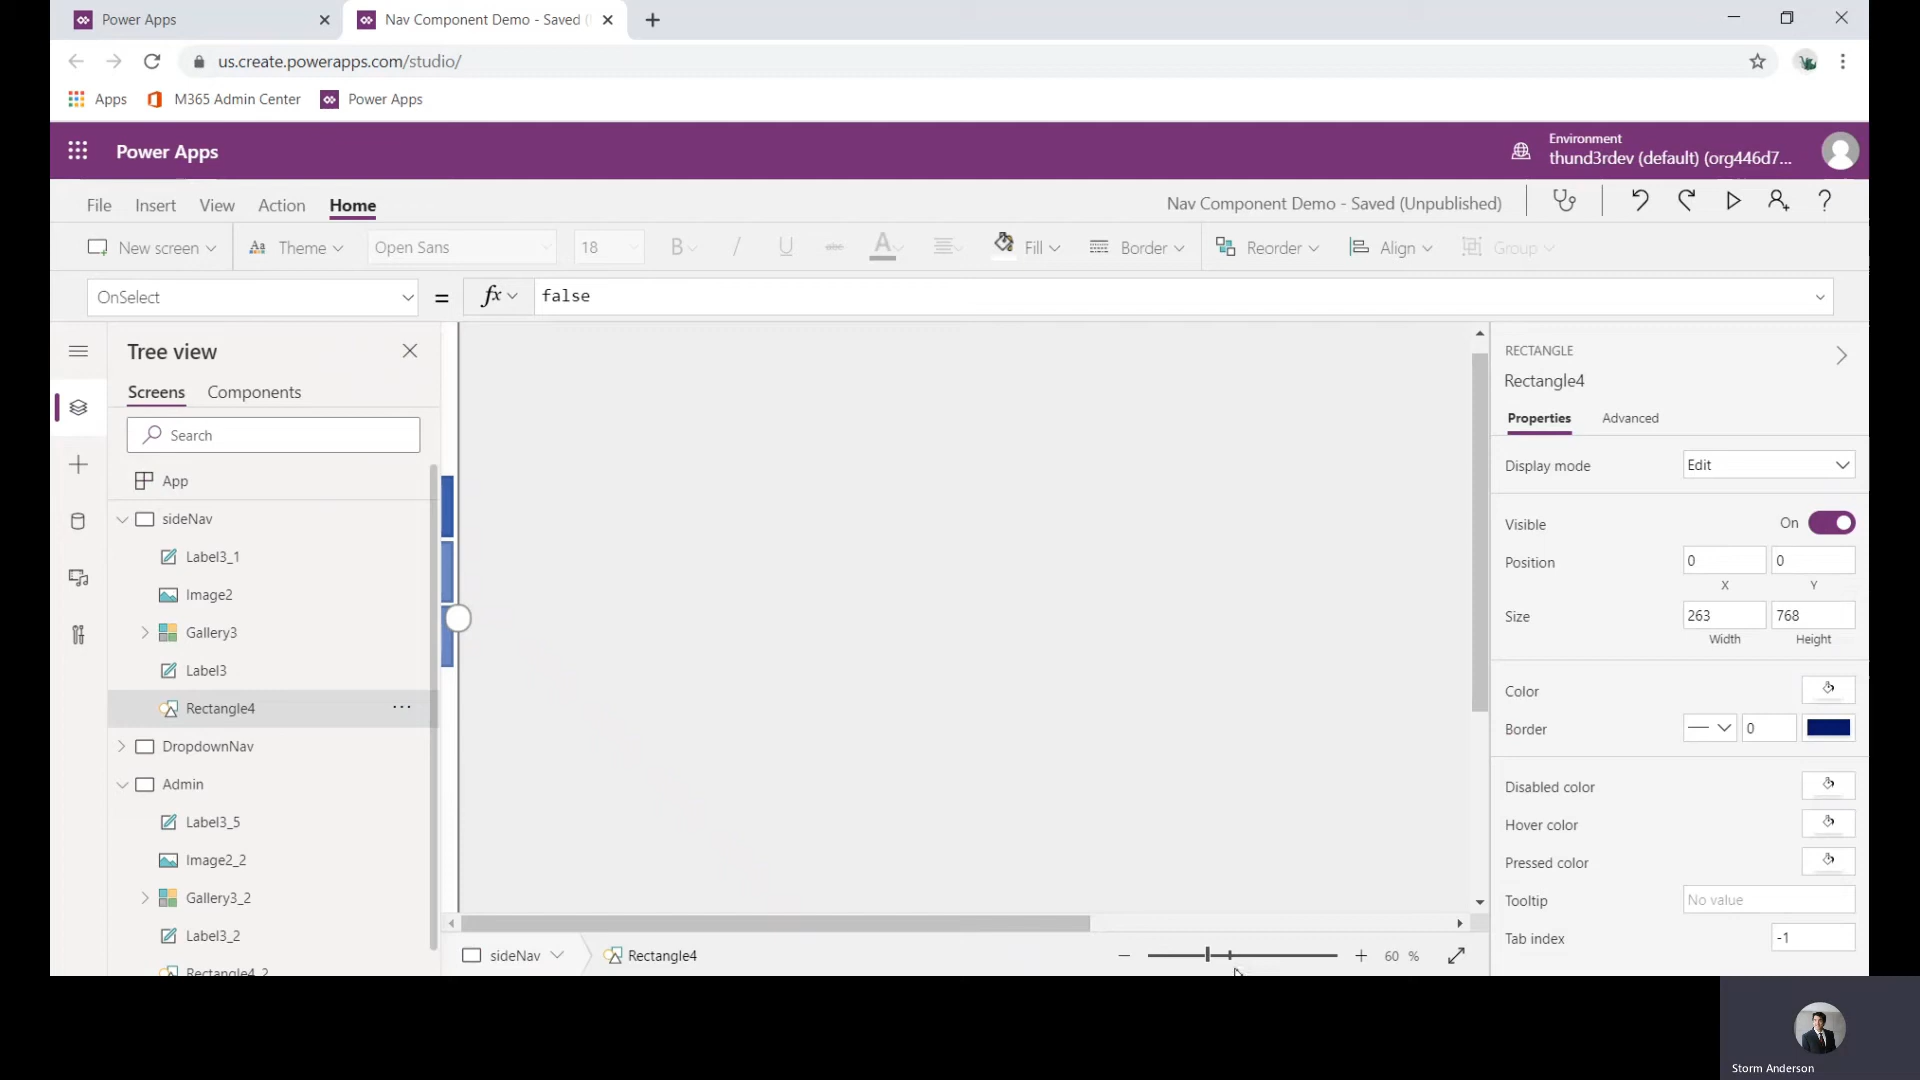 Power Apps
Nav Component Demo - Saved (
us.create.powerapps.com/studio/
Apps
M365 Admin Center
Power Apps
Power Apps
Environment
thund3rdev (default) (org446d7...
File
Insert
View
Action
Home
Nav Component Demo - Saved (Unpublished)
New screen
Theme
Open Sans
18
B
/
U
abc
A
Fill
Border
Reorder
Align
Group
OnSelect
=
fx
false
Tree view
Screens
Components
Search
App
sideNav
Label3_1
Image2
Gallery3
Label3
Rectangle4
...
DropdownNav
Admin
Label3_5
Image2_2
Gallery3_2
Label3_2
Rectangle4_2
sideNav
Rectangle4
60 %
RECTANGLE
Rectangle4
Properties
Advanced
Display mode
Edit
Visible
On
Position
0
0
X
Y
Size
263
768
Width
Height
Color
Border
0
Disabled color
Hover color
Pressed color
Tooltip
No value
Tab index
-1
Storm Anderson